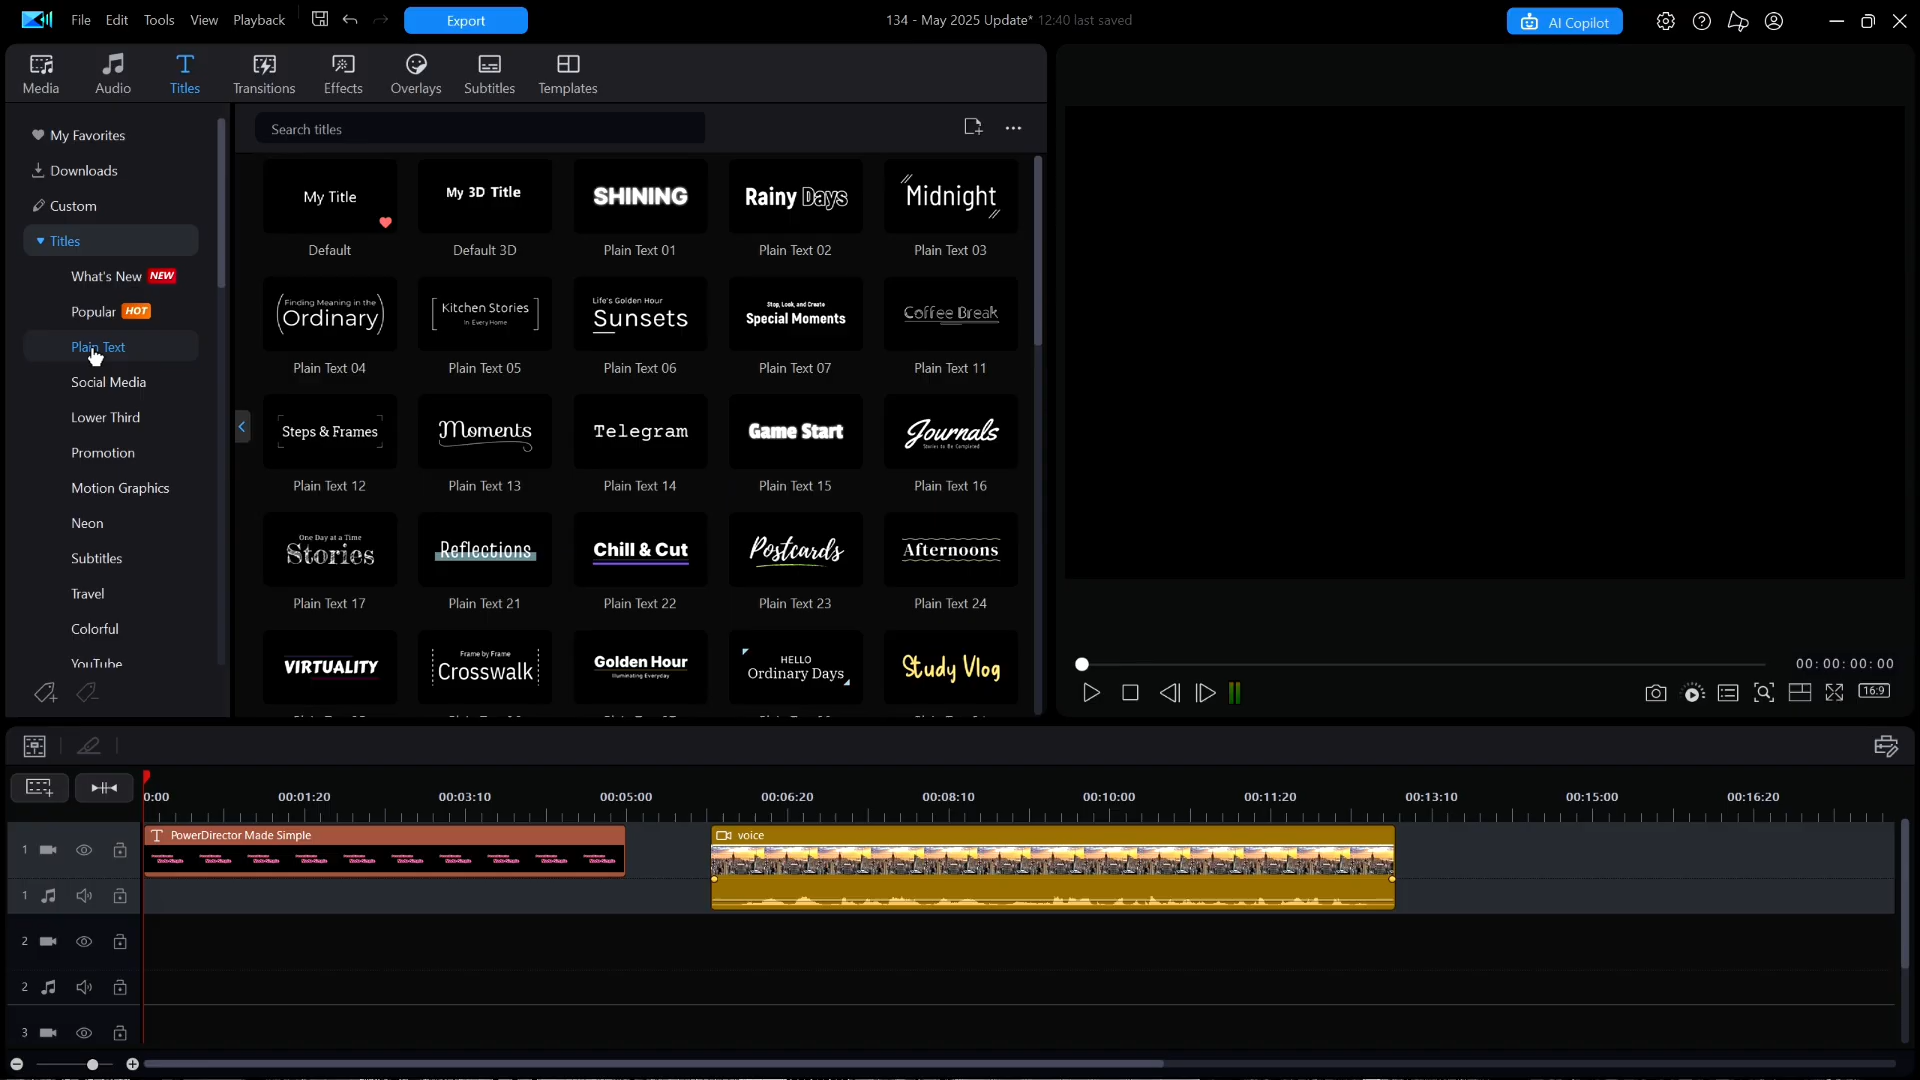 File Edit Tools View Playback
Export
134 - May 2025 Update* 12:40 last saved
AI Copilot
Media
Audio
Titles
Transitions
Effects
Overlays
Subtitles
Templates
My Favorites
Downloads
Custom
Titles
What's New NEW
Popular HOT
Plain Text
Social Media
Lower Third
Promotion
Motion Graphics
Neon
Subtitles
Travel
Colorful
YouTube
Search titles
My Title
My 3D Title
SHINING
Rainy Days
Midnight
Default
Default 3D
Plain Text 01
Plain Text 02
Plain Text 03
Finding Meaning in the
Ordinary
Kitchen Stories
In Every Home
Life's Golden Hour
Sunsets
Stop, Look, and Create
Special Moments
Coffee Break
Plain Text 04
Plain Text 05
Plain Text 06
Plain Text 07
Plain Text 11
Steps & Frames
Moments
Telegram
Game Start
Journals
Stories to Be Completed
Plain Text 12
Plain Text 13
Plain Text 14
Plain Text 15
Plain Text 16
One Day at a Time
Stories
Reflections
Chill & Cut
Postcards
Afternoons
Plain Text 17
Plain Text 21
Plain Text 22
Plain Text 23
Plain Text 24
VIRTUALITY
Frame by Frame
Crosswalk
Golden Hour
Illuminating Everyday
HELLO
Ordinary Days
Study Vlog
00:00:00:00
16:9
0:00
00:01:20
00:03:10
00:05:00
00:06:20
00:08:10
00:10:00
00:11:20
00:13:10
00:15:00
00:16:20
1
T PowerDirector Made Simple
voice
1
2
2
3